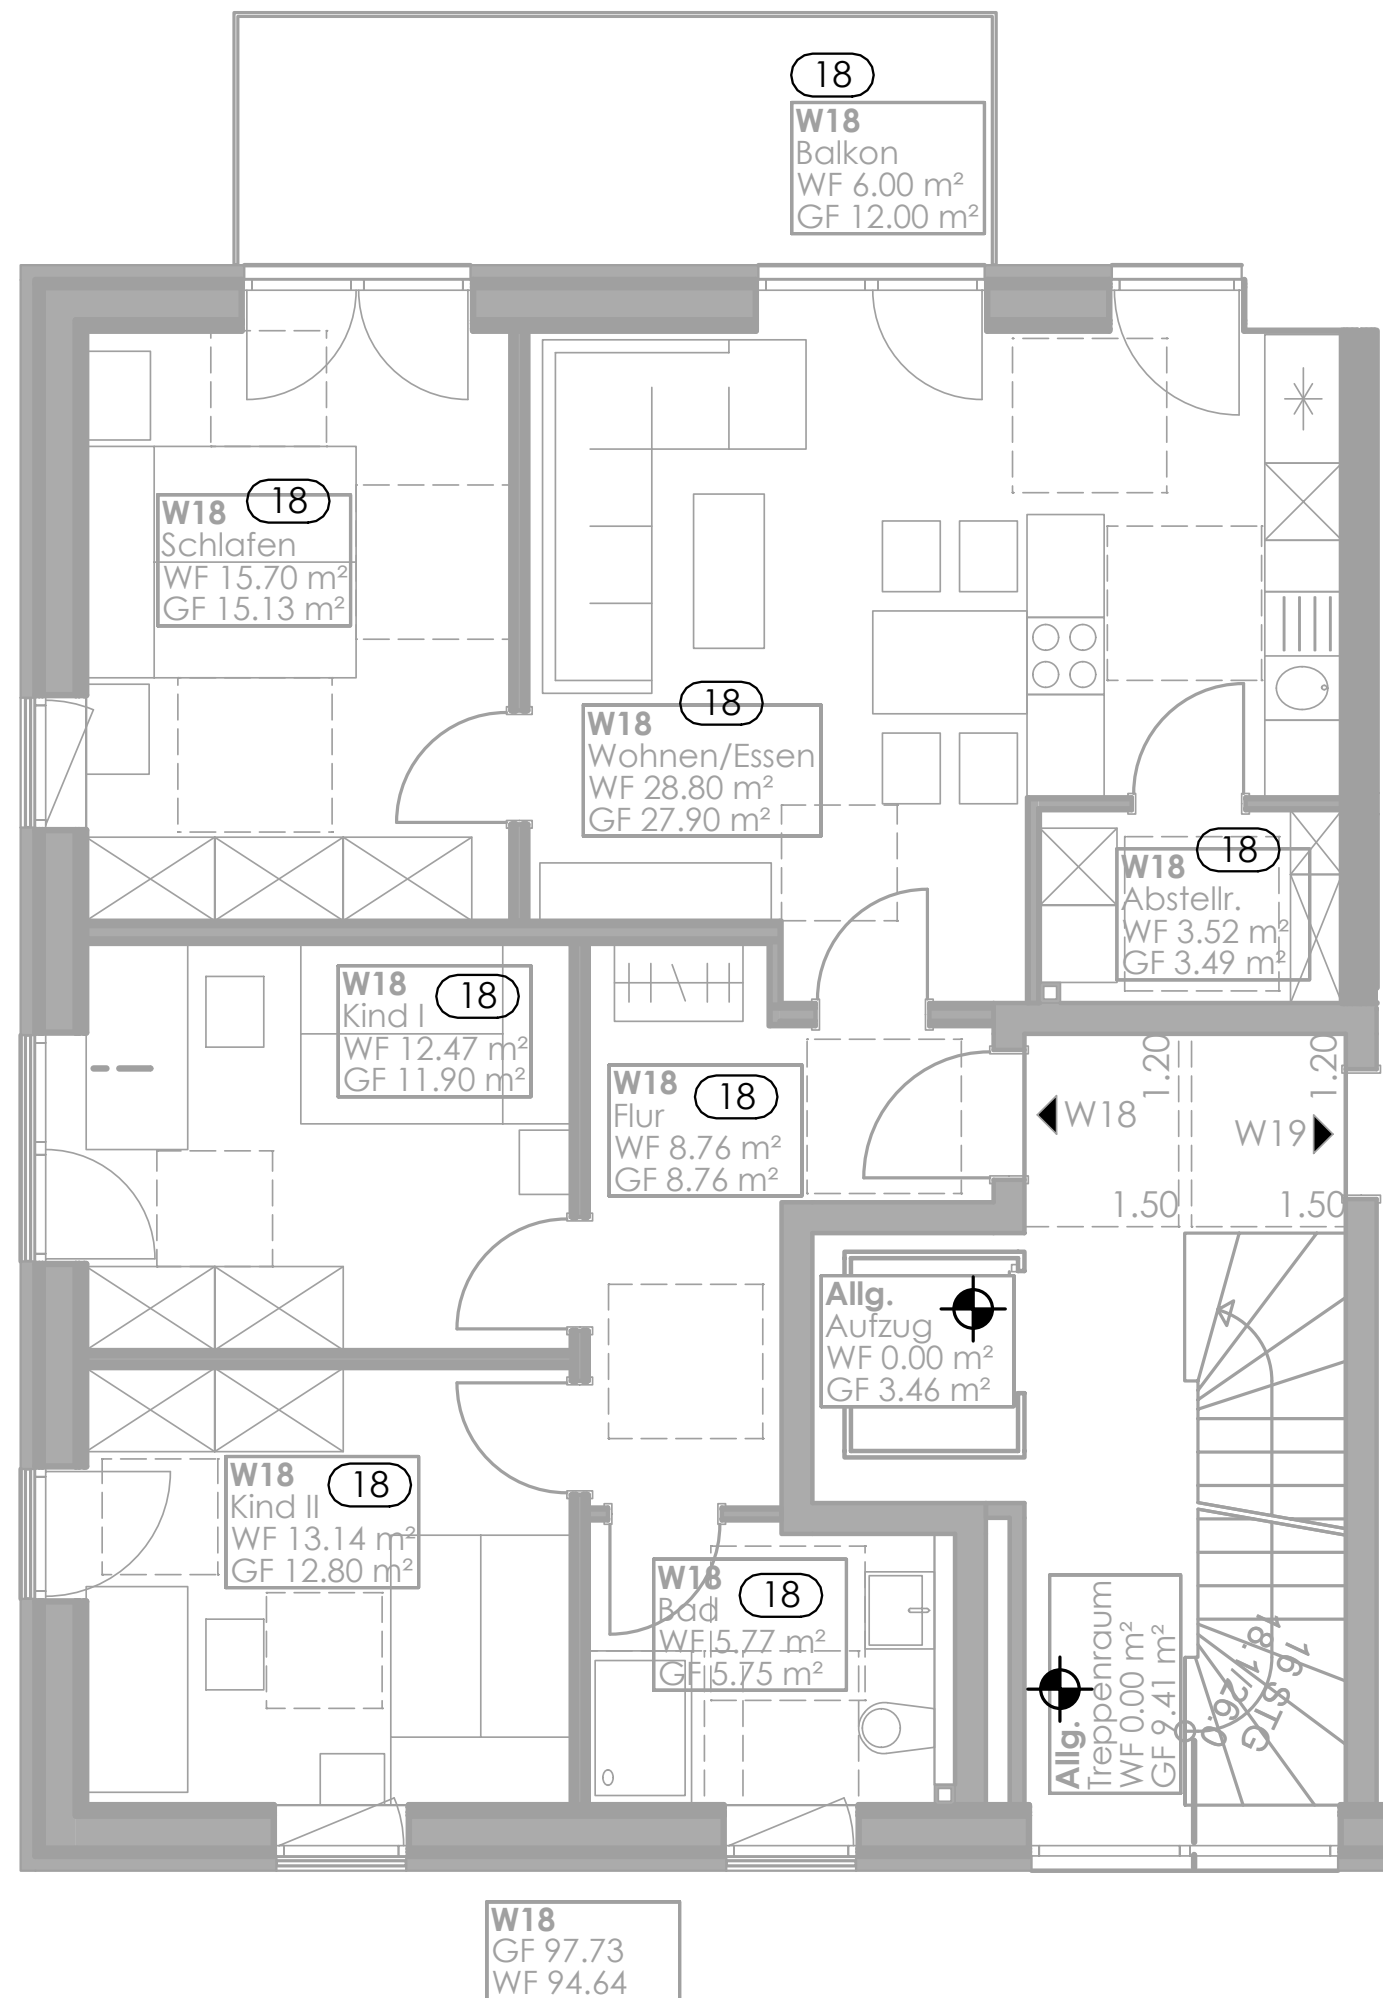 18
W18
Balkon
WF 6.00 m²
GF 12.00 m²
18
W18
Schlafen
WF 15.70 m²
GF 15.13 m²
18
W18
Wohnen/Essen
WF 28.80 m²
GF 27.90 m²
18
W18
Abstellr.
WF 3.52 m²
GF 3.49 m²
18
W18
Kind I
WF 12.47 m²
GF 11.90 m²
18
W18
Flur
WF 8.76 m²
GF 8.76 m²
1.20
1.20
W18
W19
1.50
1.50
Allg.
Aufzug
WF 0.00 m²
GF 3.46 m²
18
W18
Kind II
WF 13.14 m²
GF 12.80 m²
18
W18
Bad
WF 5.77 m²
GF 5.75 m²
Allg.
Treppenraum
WF 0.00 m²
GF 9.41 m²
16 STG
18.1/26.0
W18
GF 97.73
WF 94.64